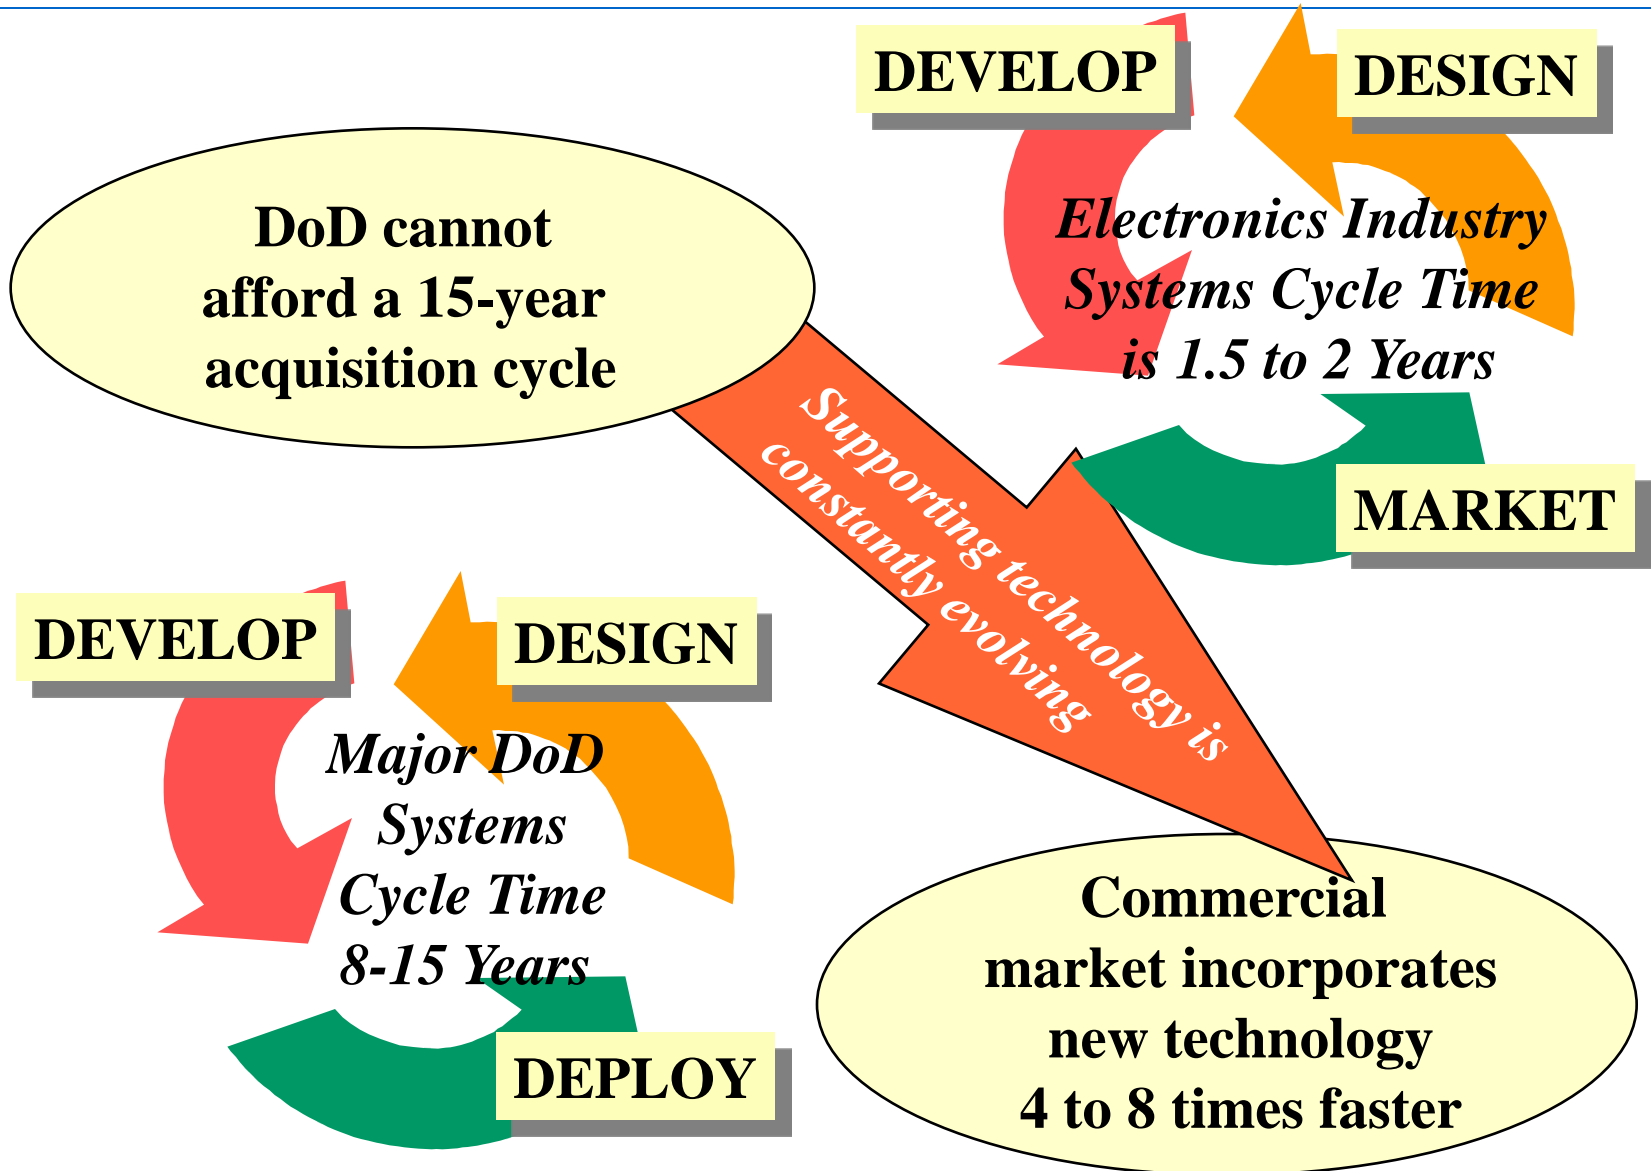 DEVELOP
DESIGN
Electronics Industry
Systems Cycle Time
is 1.5 to 2 Years
MARKET
DoD cannot
afford a 15-year
acquisition cycle
Supporting technology is
constantly evolving
DEVELOP
DESIGN
Major DoD
Systems
Cycle Time
8-15 Years
DEPLOY
Commercial
market incorporates
new technology
4 to 8 times faster